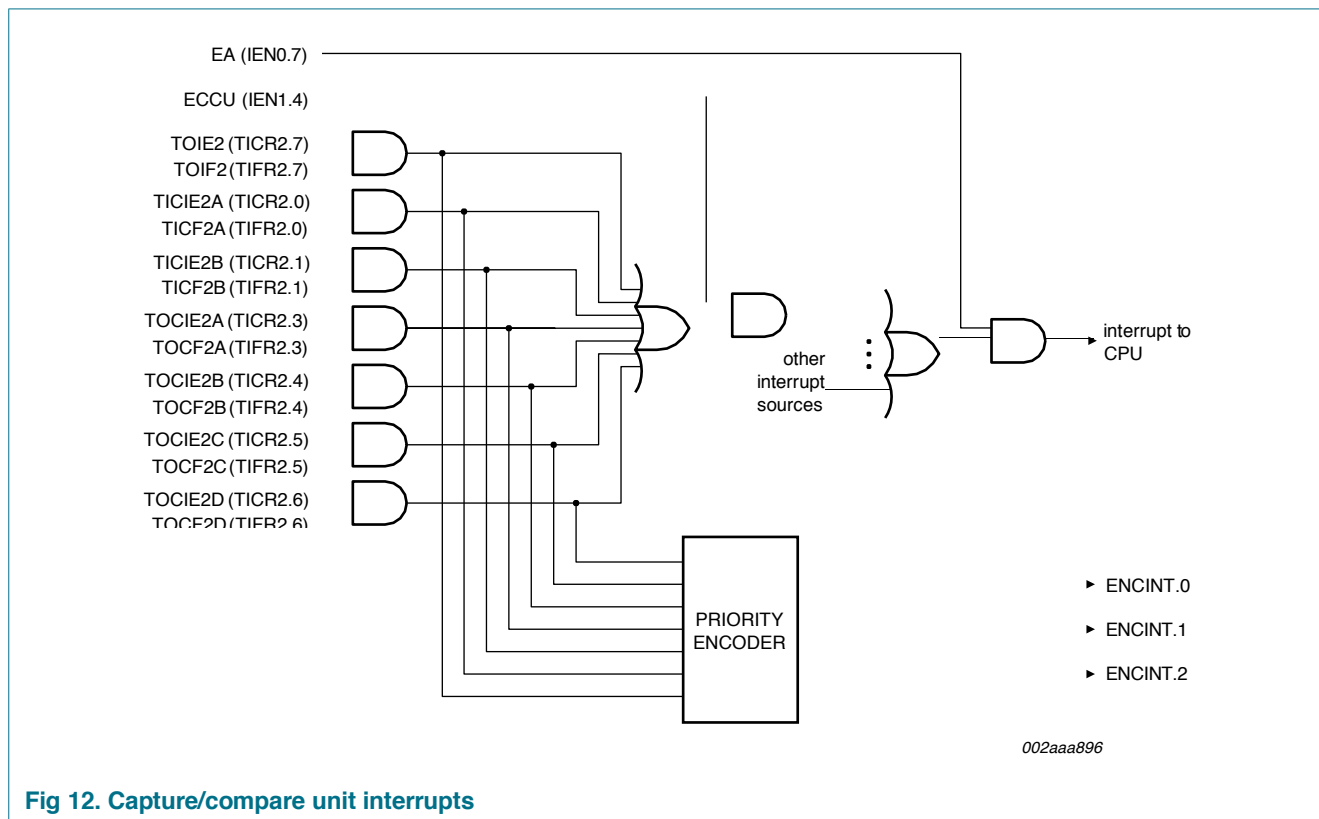 EA (IEN0.7)
ECCU (IEN1.4)
TOIE2 (TICR2.7)
TOIF2 (TIFR2.7)
TICIE2A (TICR2.0)
TICF2A (TIFR2.0)
TICIE2B (TICR2.1)
TICF2B (TIFR2.1)
TOCIE2A (TICR2.3)
TOCF2A (TIFR2.3)
TOCIE2B (TICR2.4)
TOCF2B (TIFR2.4)
TOCIE2C (TICR2.5)
TOCF2C (TIFR2.5)
TOCIE2D (TICR2.6)
TOCF2D (TIFR2.6)
other
interrupt
sources
interrupt to
CPU
PRIORITY
ENCODER
ENCINT.0
ENCINT.1
ENCINT.2
002aaa896
Fig 12. Capture/compare unit interrupts